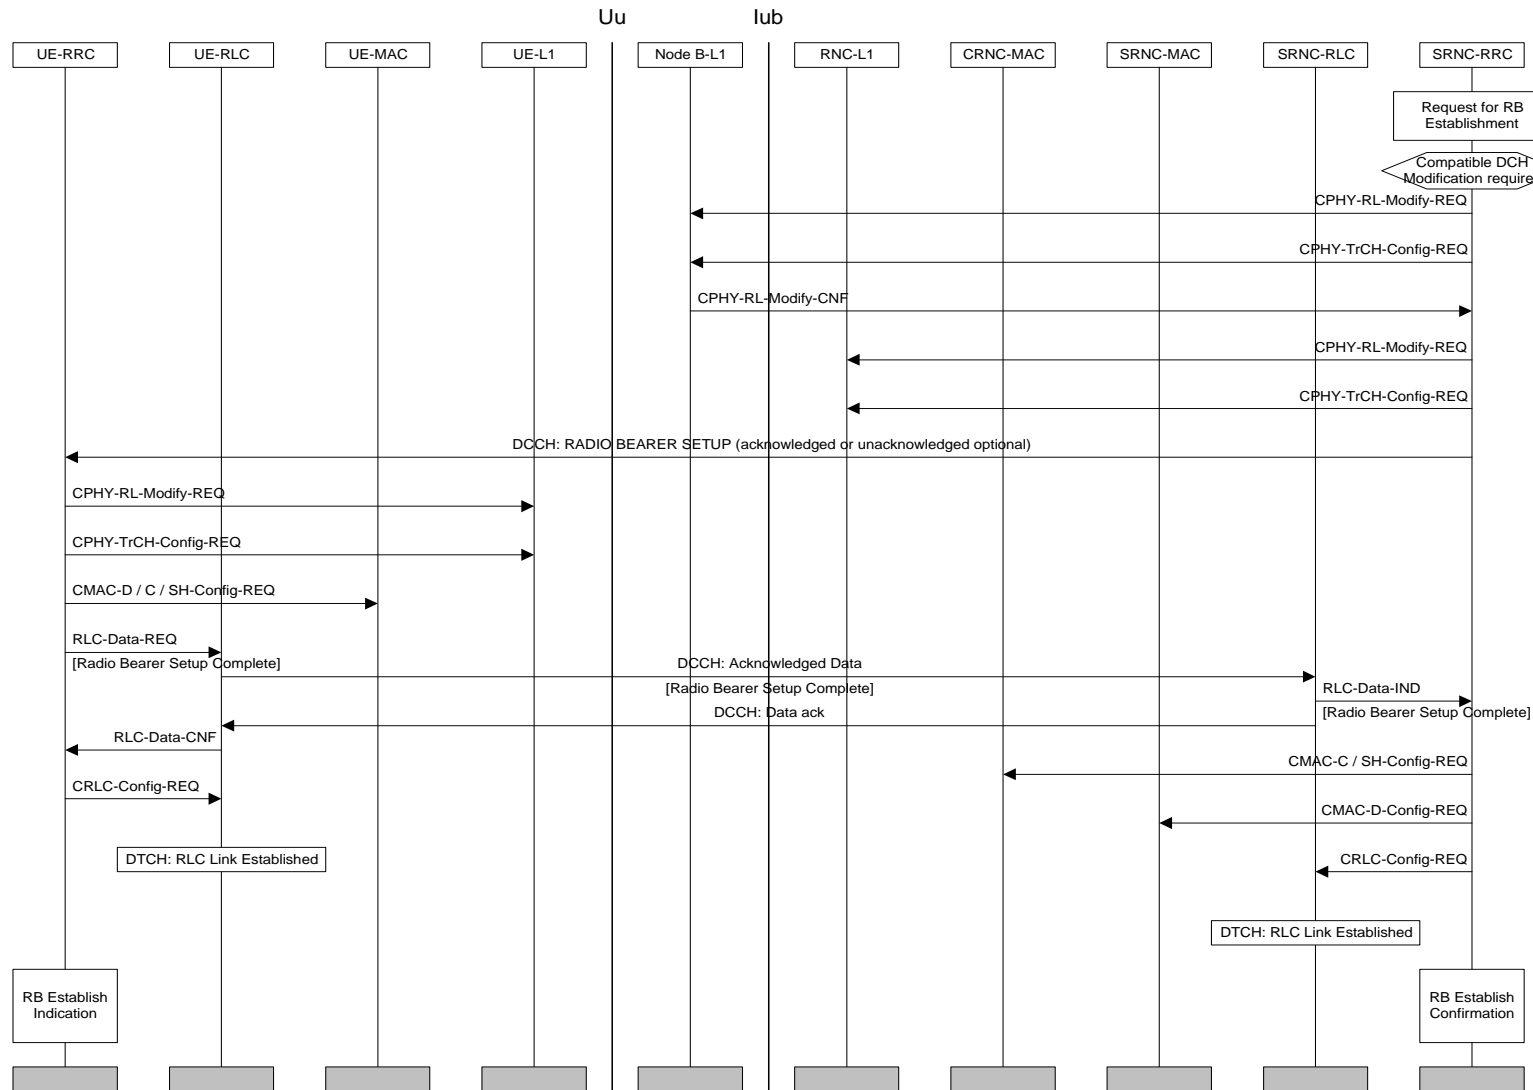 Uu
Iub
UE-RRC
UE-RLC
UE-MAC
UE-L1
Node B-L1
RNC-L1
CRNC-MAC
SRNC-MAC
SRNC-RLC
SRNC-RRC
Request for RB
Establishment
Compatible DCH
Modification require
CPHY-RL-Modify-REQ
CPHY-TrCH-Config-REQ
CPHY-RL-Modify-CNF
CPHY-RL-Modify-REQ
CPHY-TrCH-Config-REQ
DCCH: RADIO BEARER SETUP (acknowledged or unacknowledged optional)
CPHY-RL-Modify-REQ
CPHY-TrCH-Config-REQ
CMAC-D / C / SH-Config-REQ
RLC-Data-REQ
[Radio Bearer Setup Complete]
DCCH: Acknowledged Data
[Radio Bearer Setup Complete]
RLC-Data-IND
[Radio Bearer Setup Complete]
DCCH: Data ack
RLC-Data-CNF
CMAC-C / SH-Config-REQ
CRLC-Config-REQ
CMAC-D-Config-REQ
DTCH: RLC Link Established
CRLC-Config-REQ
DTCH: RLC Link Established
RB Establish
Indication
RB Establish
Confirmation